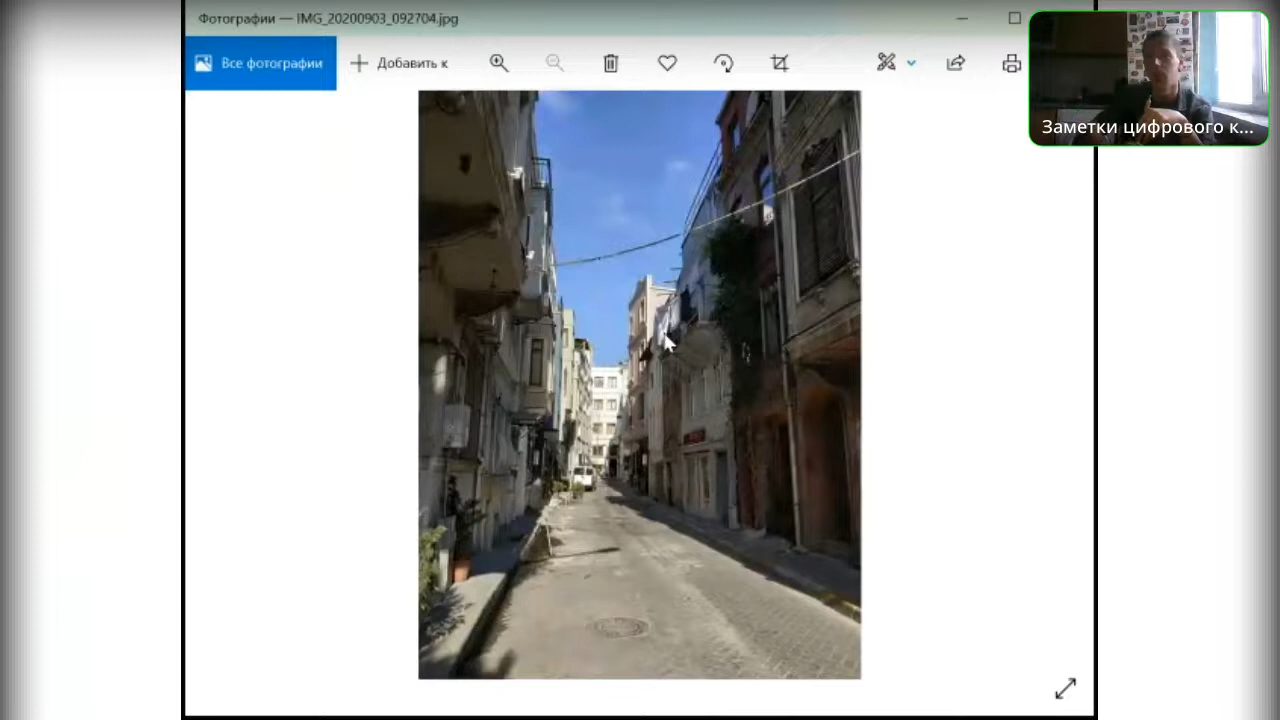 Фотографии — IMG_20200903_092704.jpg
Все фотографии
Добавить к
Заметки цифрового к...